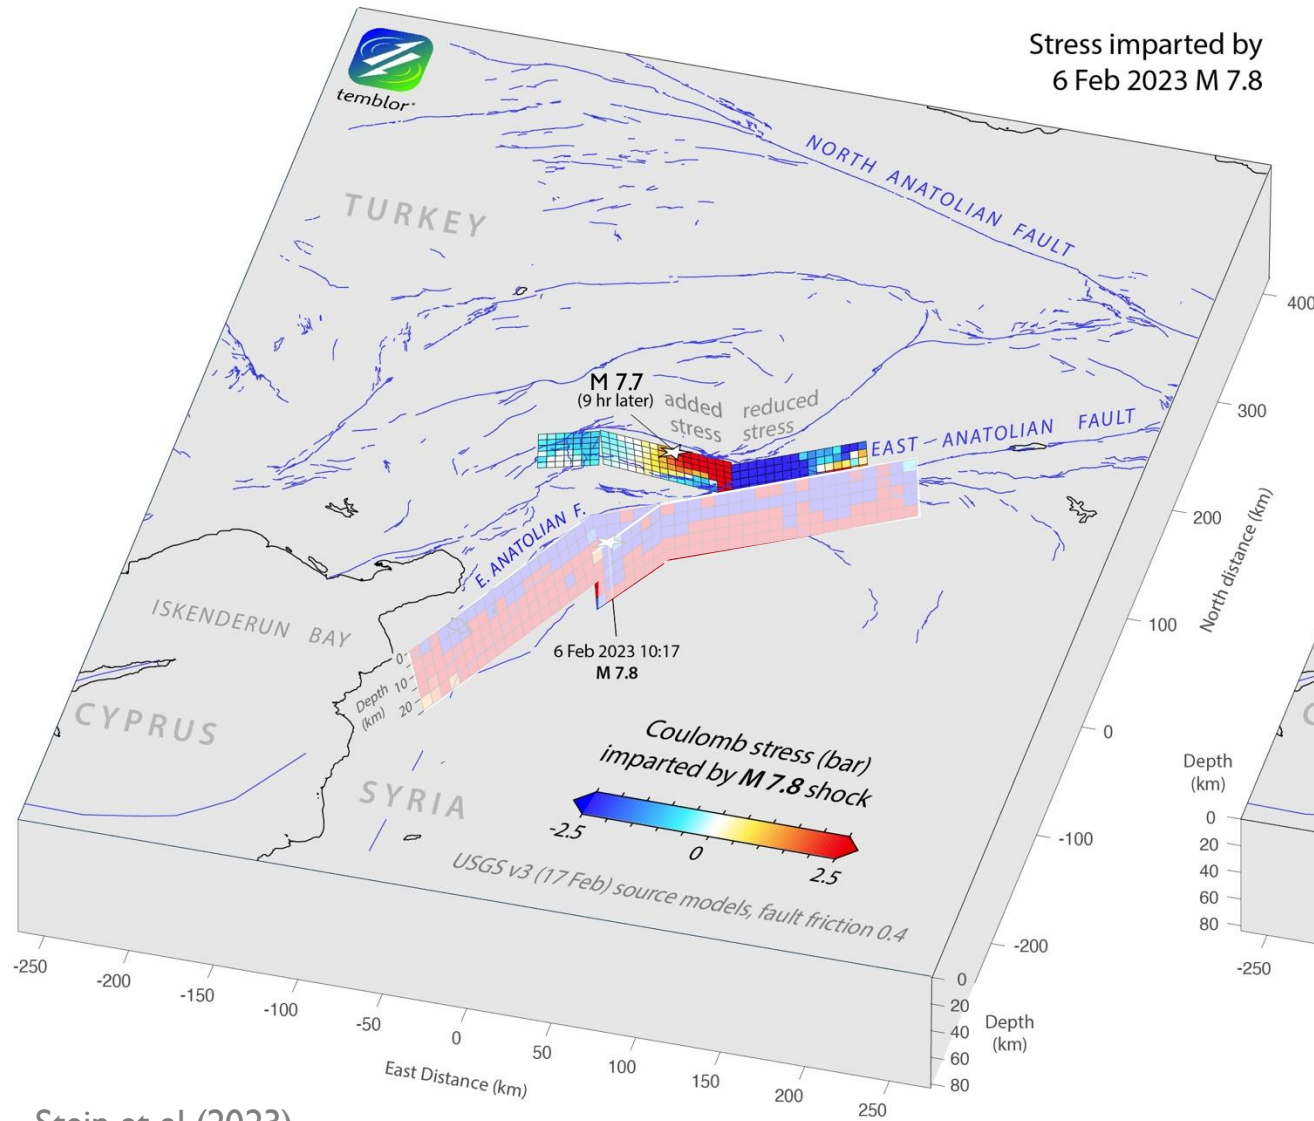 Stress imparted by
6 Feb 2023 M 7.8
temblor
NORTH ANATOLIAN FAULT
TURKEY
400
M 7.7
(9 hr later)
added
stress
reduced
stress
300
EAST-ANATOLIAN FAULT
200
North distance (km)
E. ANATOLIAN F.
ISKENDERUN BAY
100
6 Feb 2023 10:17
M 7.8
0
10
20
Depth
(km)
CYPRUS
0
Coulomb stress (bar)
imparted by M 7.8 shock
SYRIA
-2.5
0
2.5
-100
USGS v3 (17 Feb) source models, fault friction 0.4
-200
Depth
(km)
0
20
40
60
80
-250
0
20
40
60
80
Depth
(km)
-250
-200
-150
-100
-50
0
50
100
150
200
250
East Distance (km)